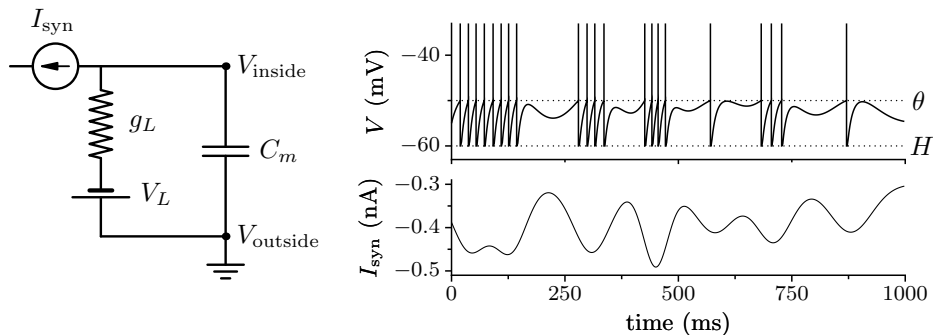 I_syn
V_inside
g_L
C_m
V_L
V_outside
V (mV)
−40
−60
θ
H
I_syn (nA)
−0.3
−0.4
−0.5
0 250 500 750 1000
time (ms)